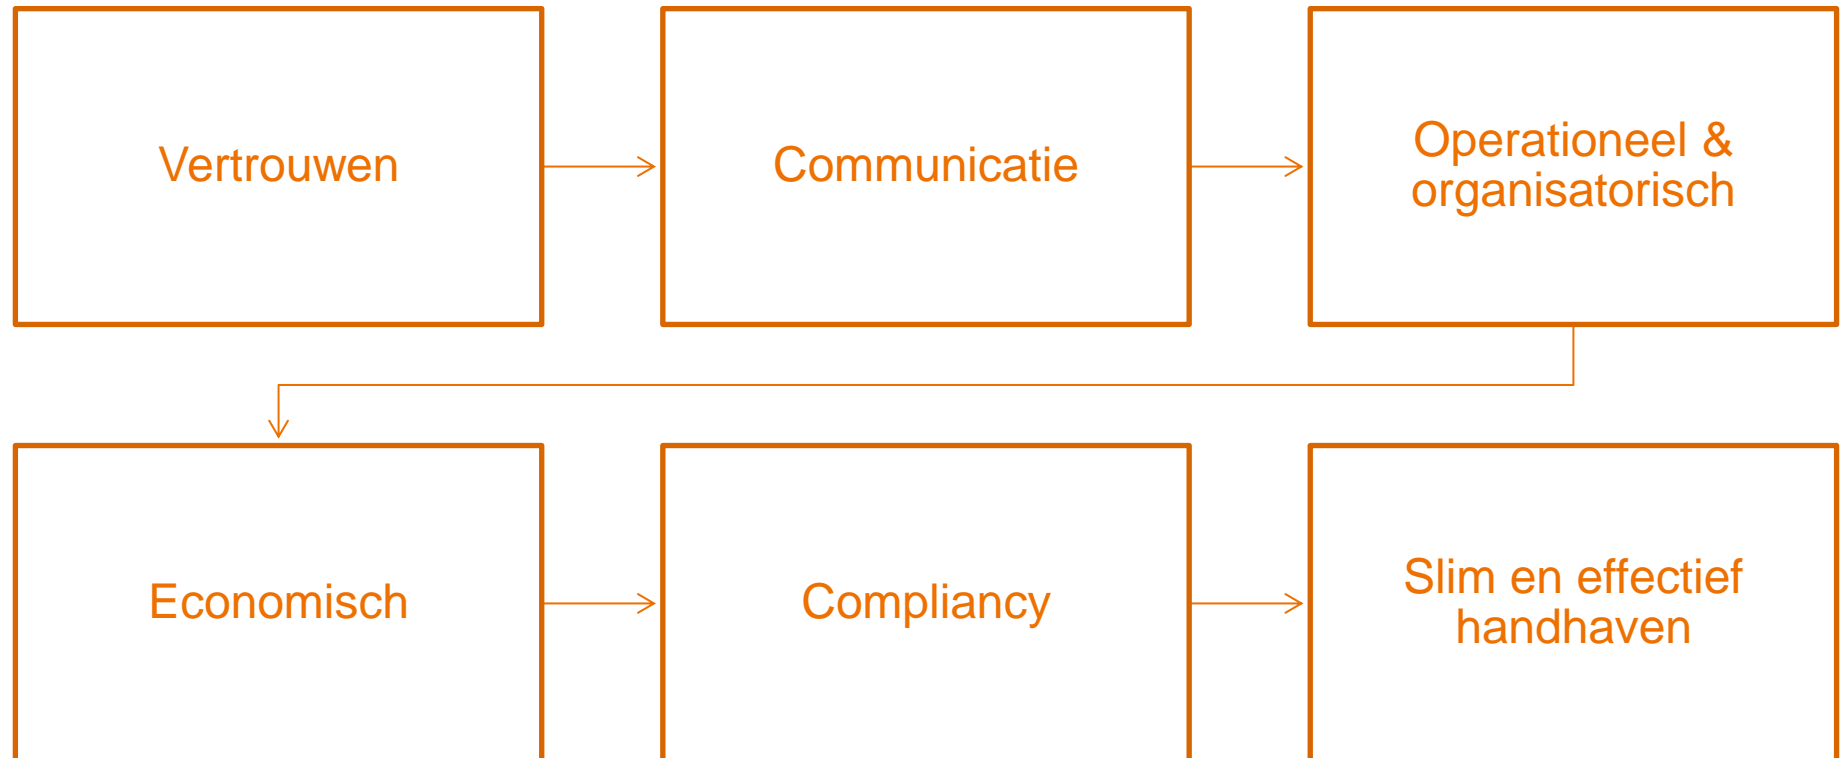 Vertrouwen
Communicatie
Operationeel &
organisatorisch
Economisch
Compliancy
Slim en effectief
handhaven